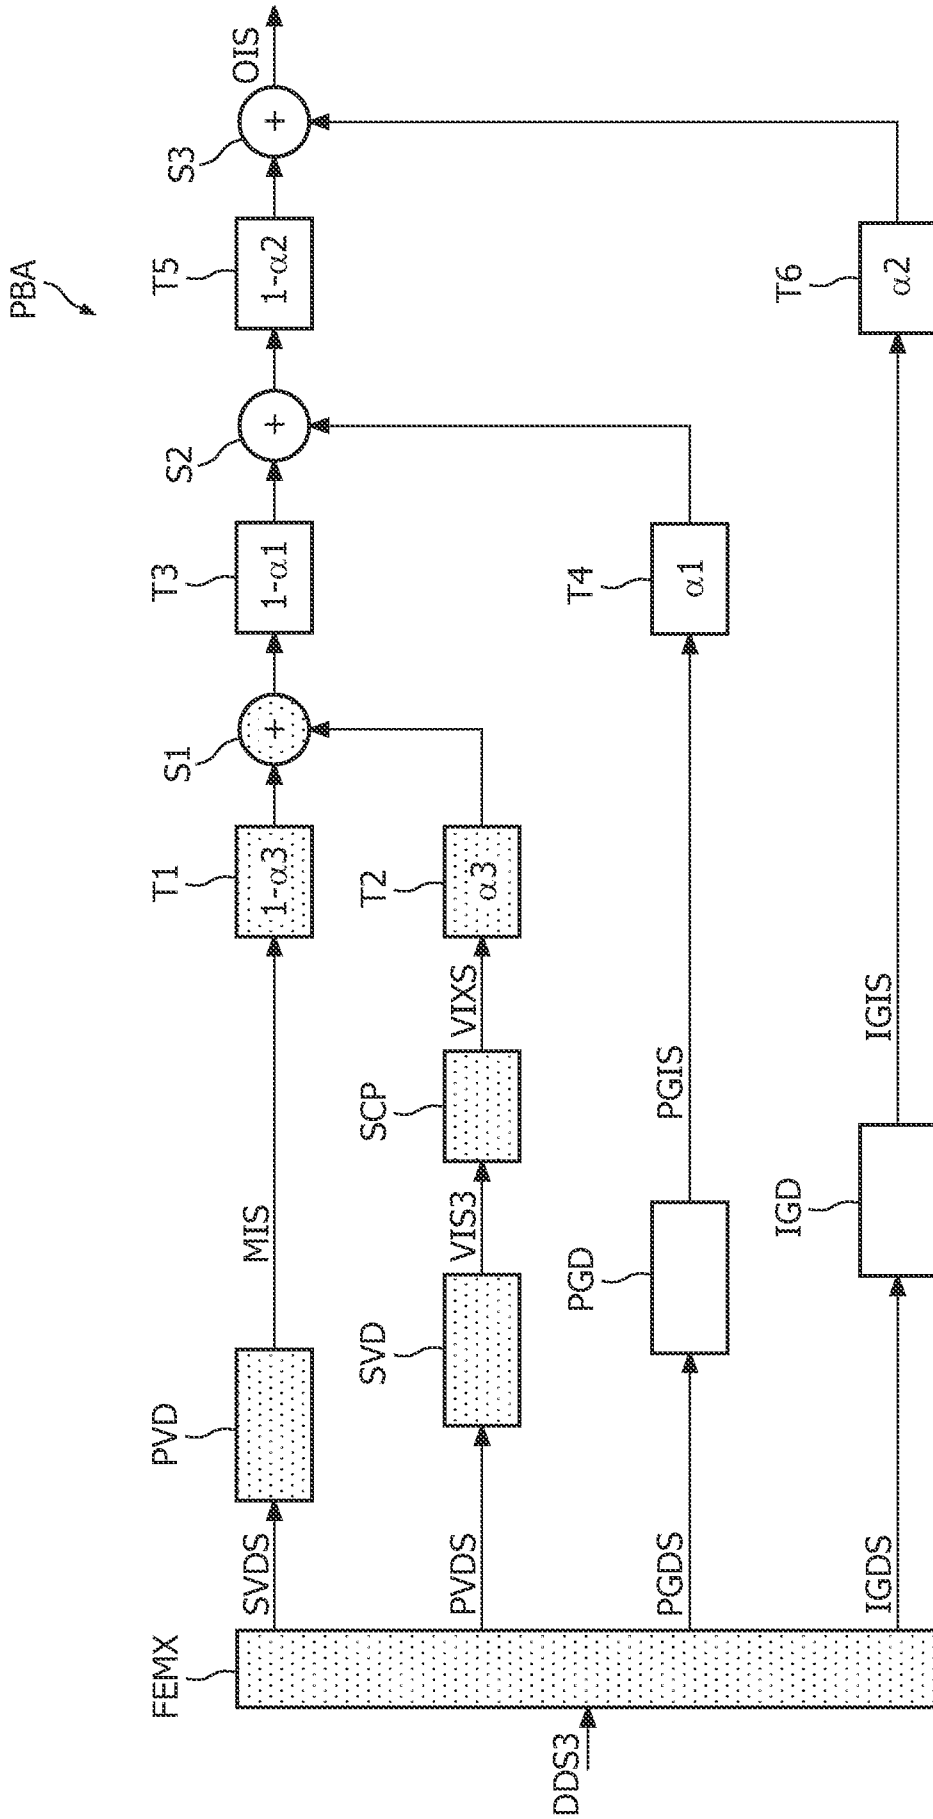 PBA
DDS3
FEMX
SVDS
PVD
MIS
T1
1-α3
S1
+
T3
1-α1
S2
+
T5
1-α2
S3
+
OIS
PVDS
SVD
VIS3
SCP
VIXS
T2
α3
PGDS
PGD
PGIS
T4
α1
IGDS
IGD
IGIS
T6
α2